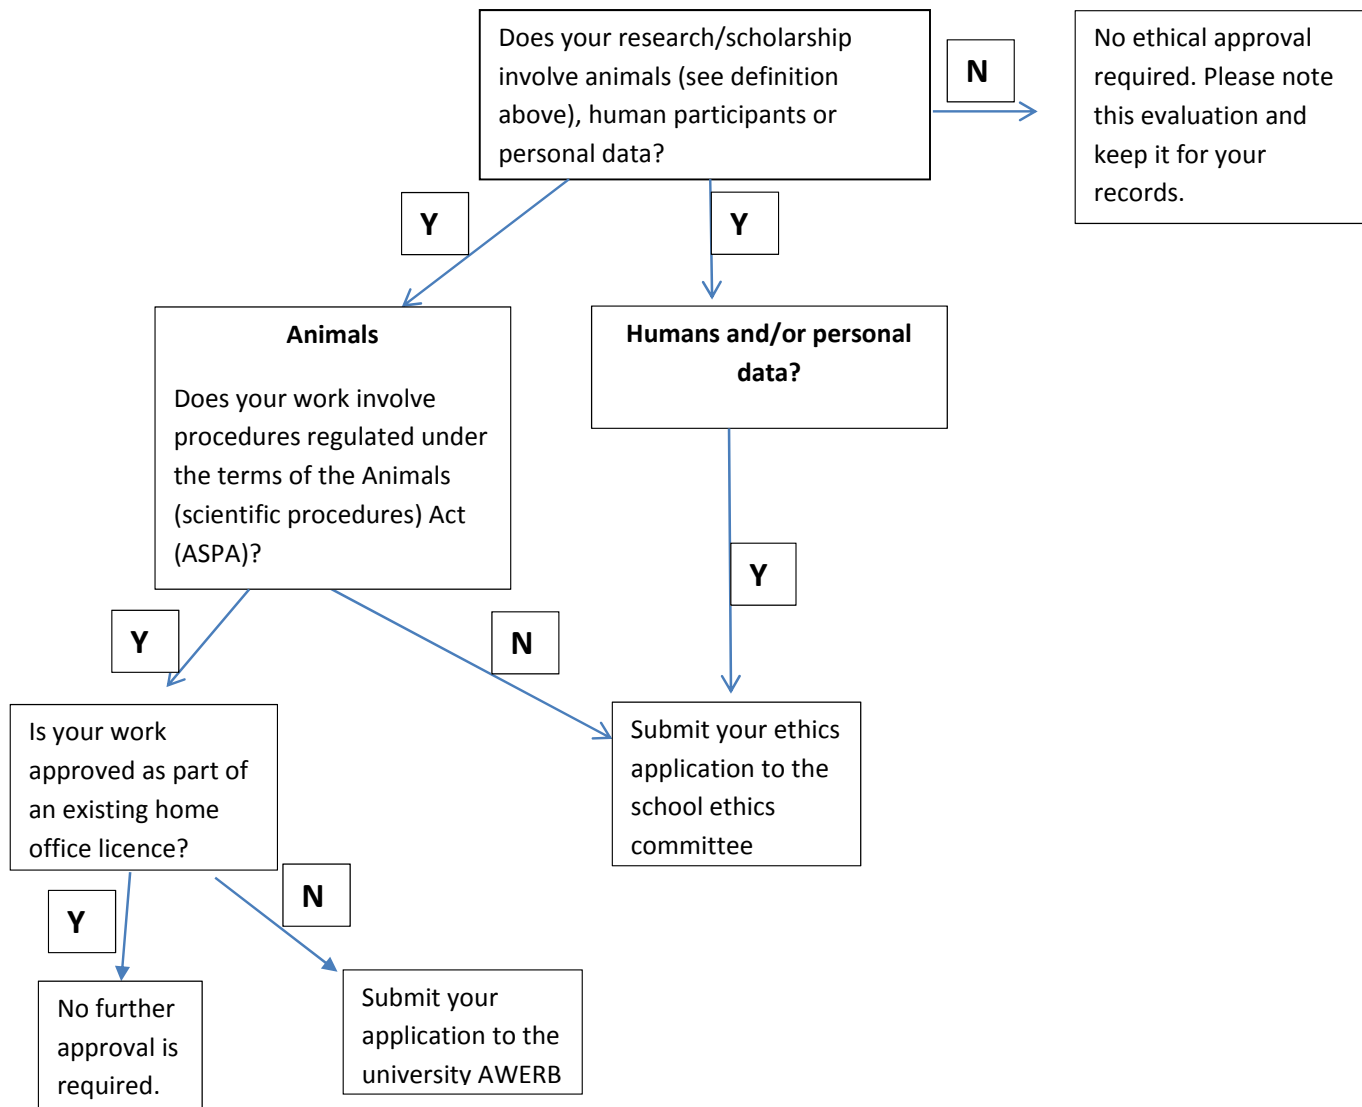 Does your research/scholarship
involve animals (see definition
above), human participants or
personal data?
N
No ethical approval
required. Please note
this evaluation and
keep it for your
records.
Y
Y
Animals
Does your work involve
procedures regulated under
the terms of the Animals
(scientific procedures) Act
(ASPA)?
Humans and/or personal
data?
Y
N
Y
Is your work
approved as part of
an existing home
office licence?
Submit your ethics
application to the
school ethics
committee
Y
N
No further
approval is
required.
Submit your
application to the
university AWERB